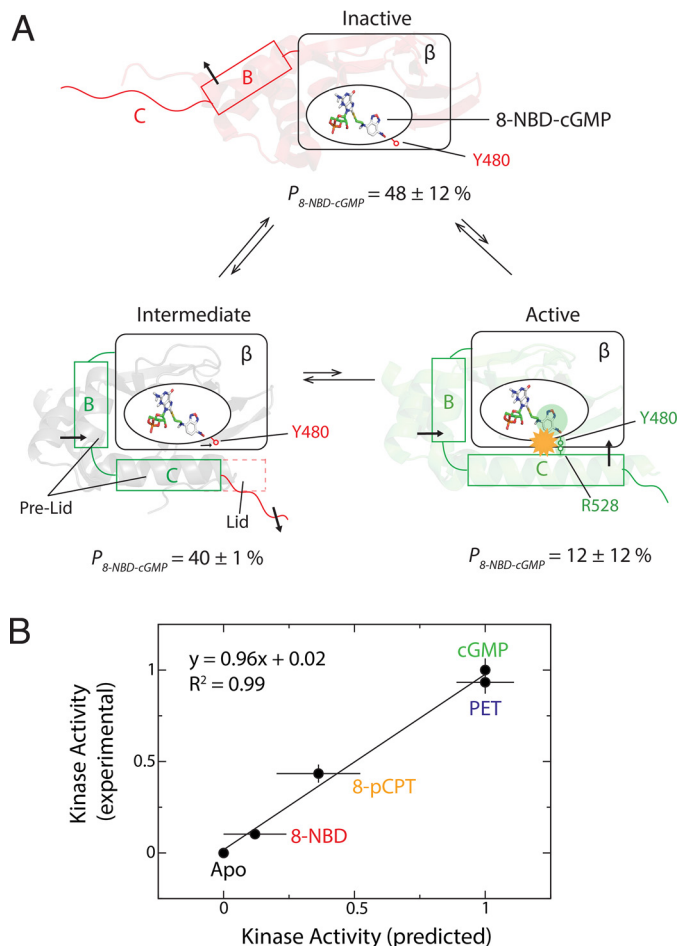 A
Inactive
β
B
C
8-NBD-cGMP
Y480
P8-NBD-cGMP = 48 ± 12 %
Intermediate
Active
β
β
B
B
Y480
Y480
C
C
Pre-Lid
Lid
R528
P8-NBD-cGMP = 40 ± 1 %
P8-NBD-cGMP = 12 ± 12 %
B
y = 0.96x + 0.02
R² = 0.99
cGMP
PET
8-pCPT
8-NBD
Apo
1
0.5
0
0
0.5
1
Kinase Activity
(experimental)
Kinase Activity (predicted)